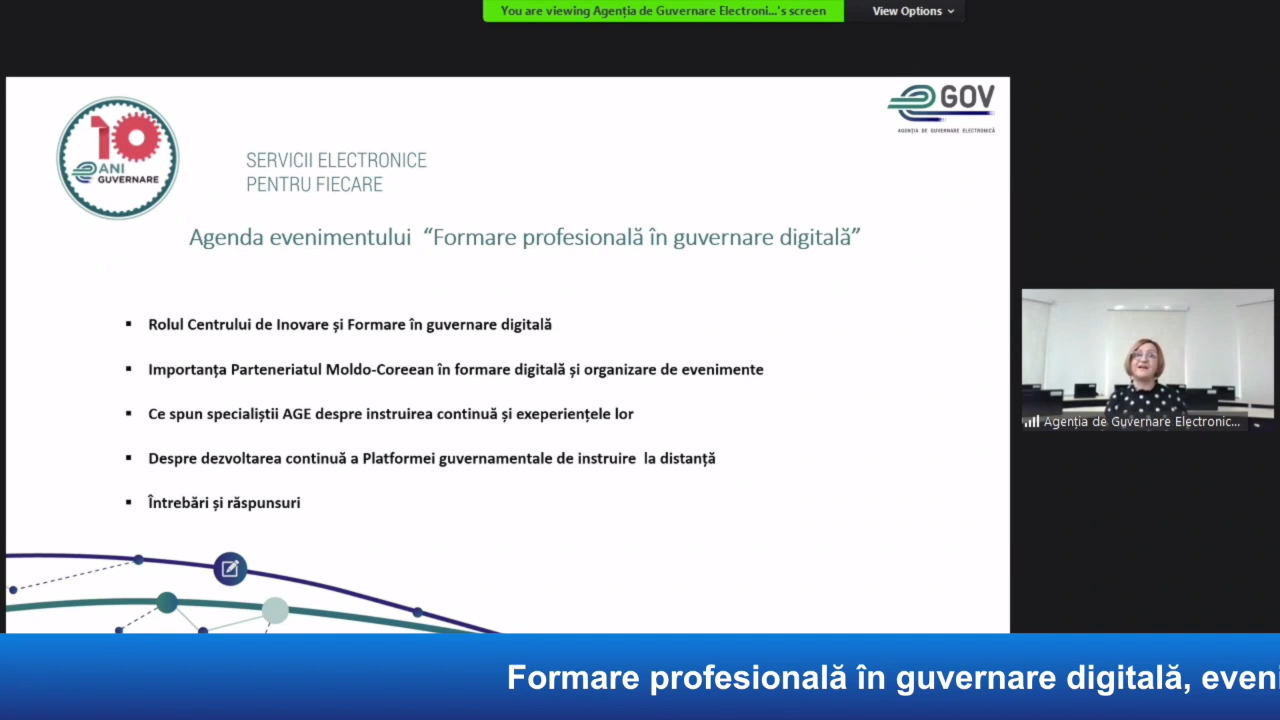 You are viewing Agenția de Guvernare Electroni...'s screen
View Options
10
ANI
GUVERNARE
GOV
AGENȚIA DE GUVERNARE ELECTRONICĂ
SERVICII ELECTRONICE
PENTRU FIECARE
Agenda evenimentului “Formare profesională în guvernare digitală”
▪ Rolul Centrului de Inovare și Formare în guvernare digitală
▪ Importanța Parteneriatul Moldo-Coreean în formare digitală și organizare de evenimente
▪ Ce spun specialiștii AGE despre instruirea continuă și exeperiențele lor
▪ Despre dezvoltarea continuă a Platformei guvernamentale de instruire la distanță
▪ Întrebări și răspunsuri
Agenția de Guvernare Electronic...
Formare profesională în guvernare digitală, eveni